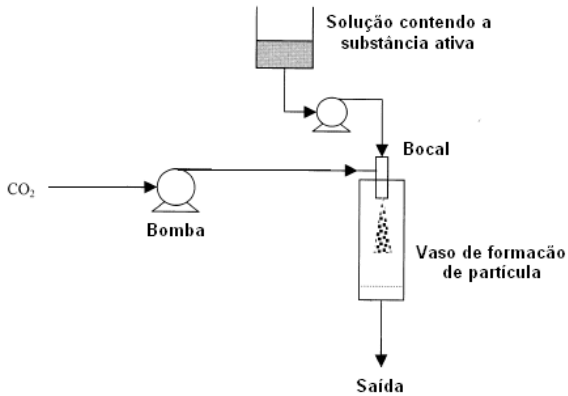 Solução contendo a
substância ativa
Bocal
CO₂
Bomba
Vaso de formacão
de partícula
Saída